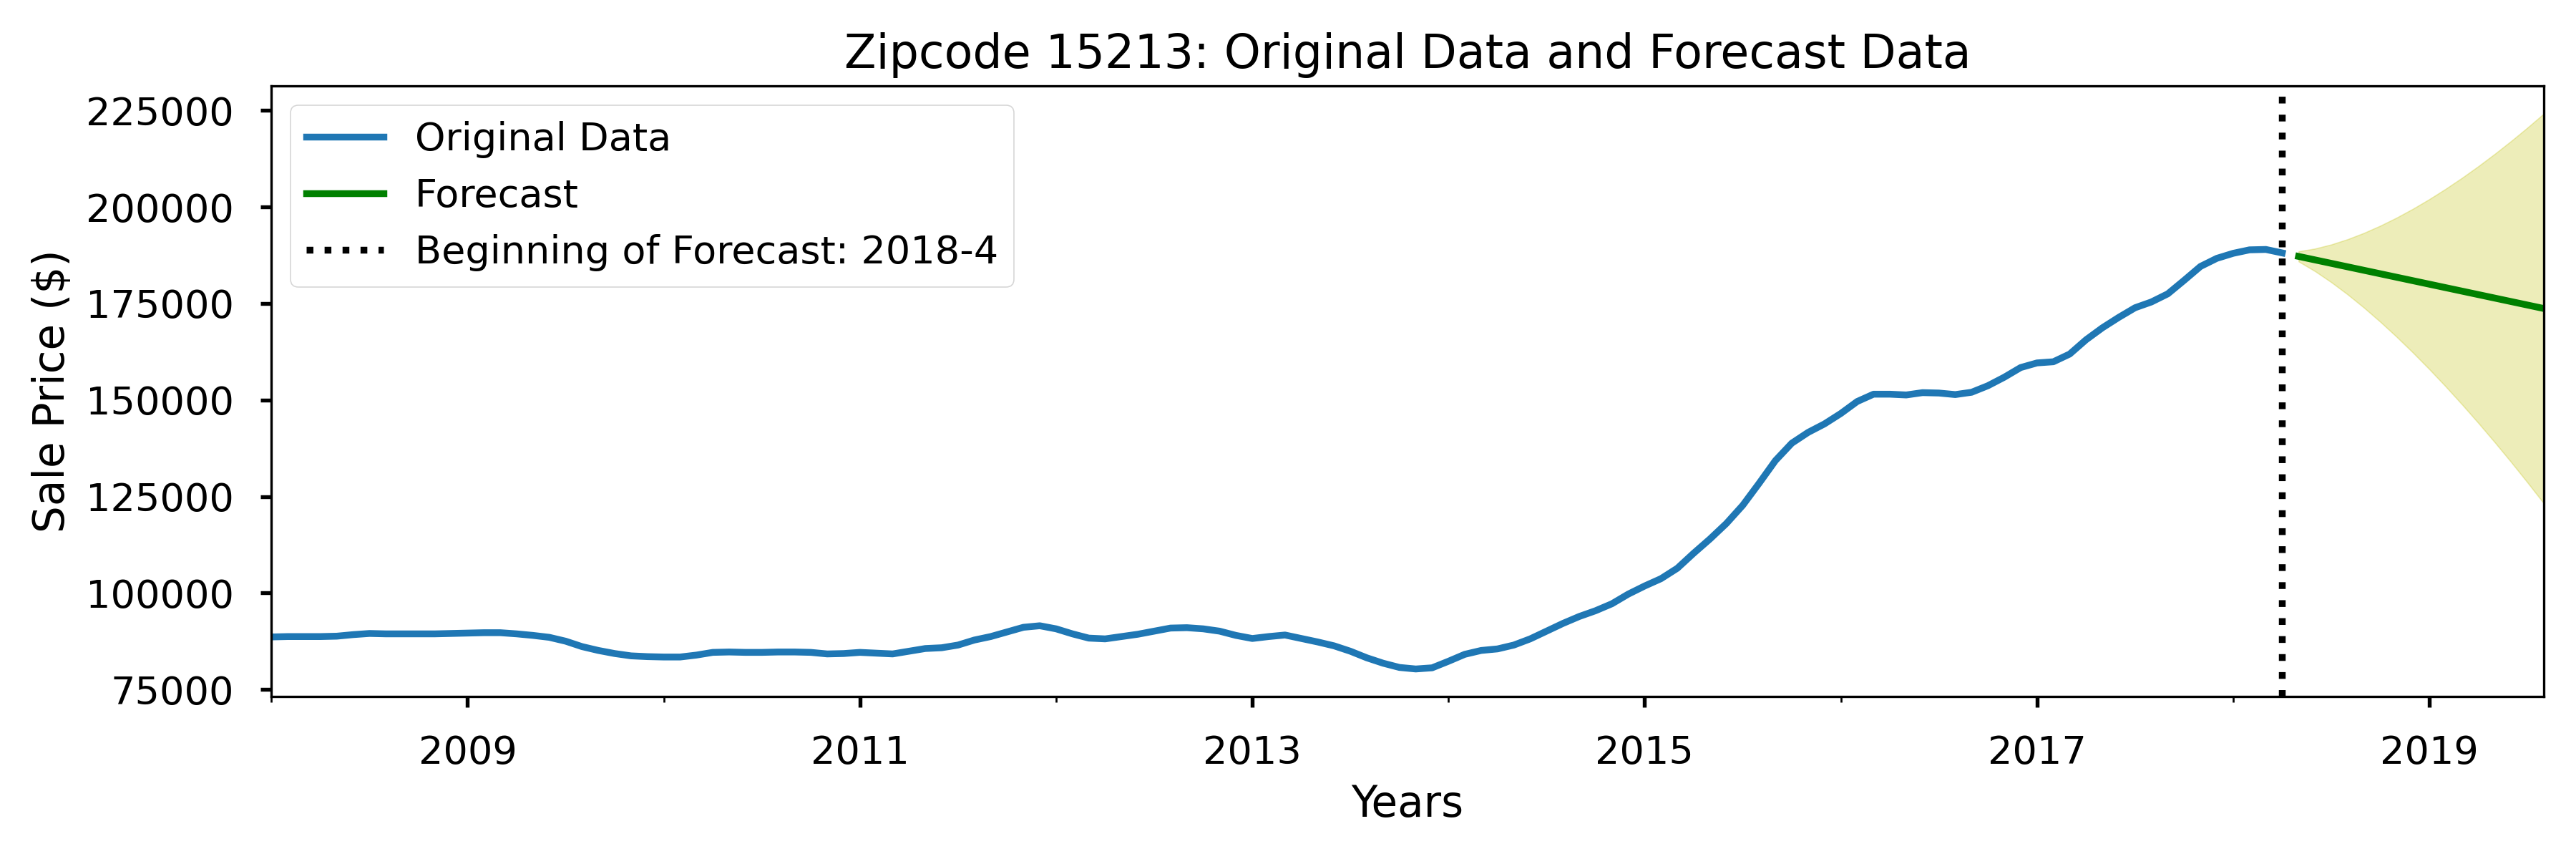 Zipcode 15213: Original Data and Forecast Data
225000
200000
175000
150000
125000
100000
75000
Sale Price ($)
Original Data
Forecast
Beginning of Forecast: 2018-4
2009 2011 2013 2015 2017 2019
Years